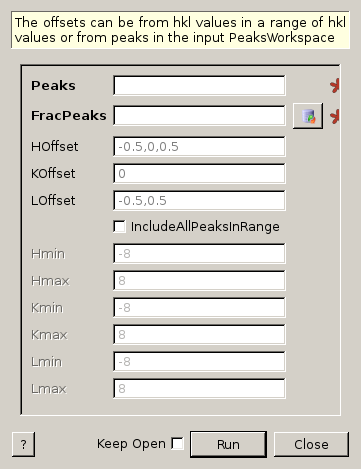 The offsets can be from hkl values in a range of hkl
values or from peaks in the input PeaksWorkspace
Peaks
FracPeaks
HOffset -0.5,0,0.5
KOffset 0
LOffset -0.5,0.5
IncludeAllPeaksInRange
Hmin -8
Hmax 8
Kmin -8
Kmax 8
Lmin -8
Lmax 8
? Keep Open Run Close